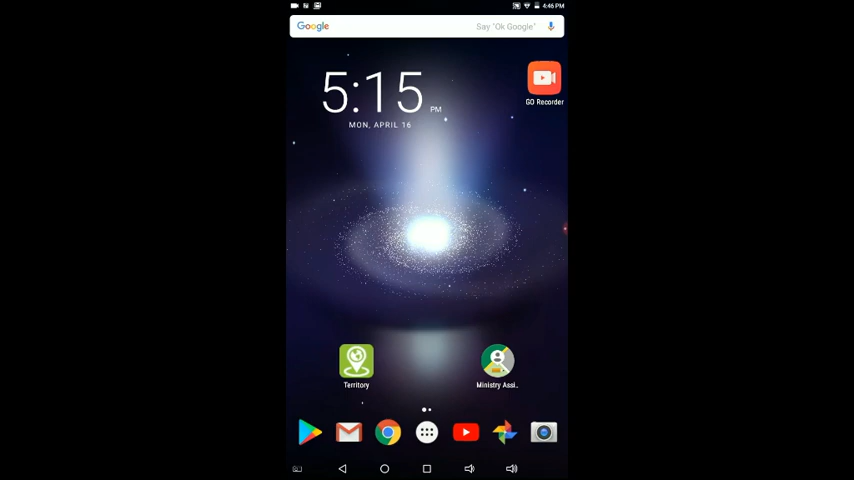 4:46 PM
Google Say "Ok Google"
5:15 PM
MON, APRIL 16
GO Recorder
Territory
Ministry Assi..